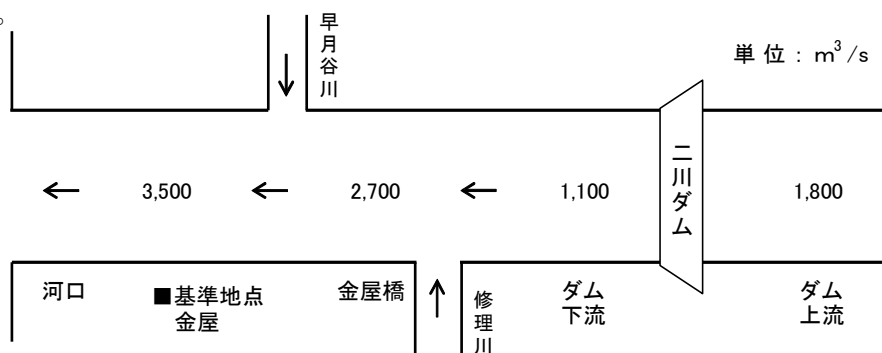 。
早月谷川
単位：m³/s
3,500
2,700
1,100
二川ダム
1,800
河口
■基準地点
金屋
金屋橋
修理川
ダム
下流
ダム
上流